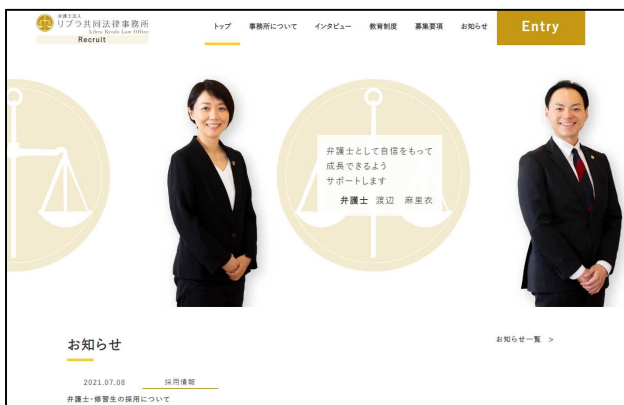 弁護士法人
リブラ共同法律事務所
Libra Kyodo Law Office
Recruit
トップ 事務所について インタビュー 教育制度 募集要項 お知らせ Entry
弁護士として自信をもって
成長できるよう
サポートします
弁護士 渡辺 麻里衣
お知らせ
お知らせ一覧 >
2021.07.08 採用情報
弁護士・修習生の採用について